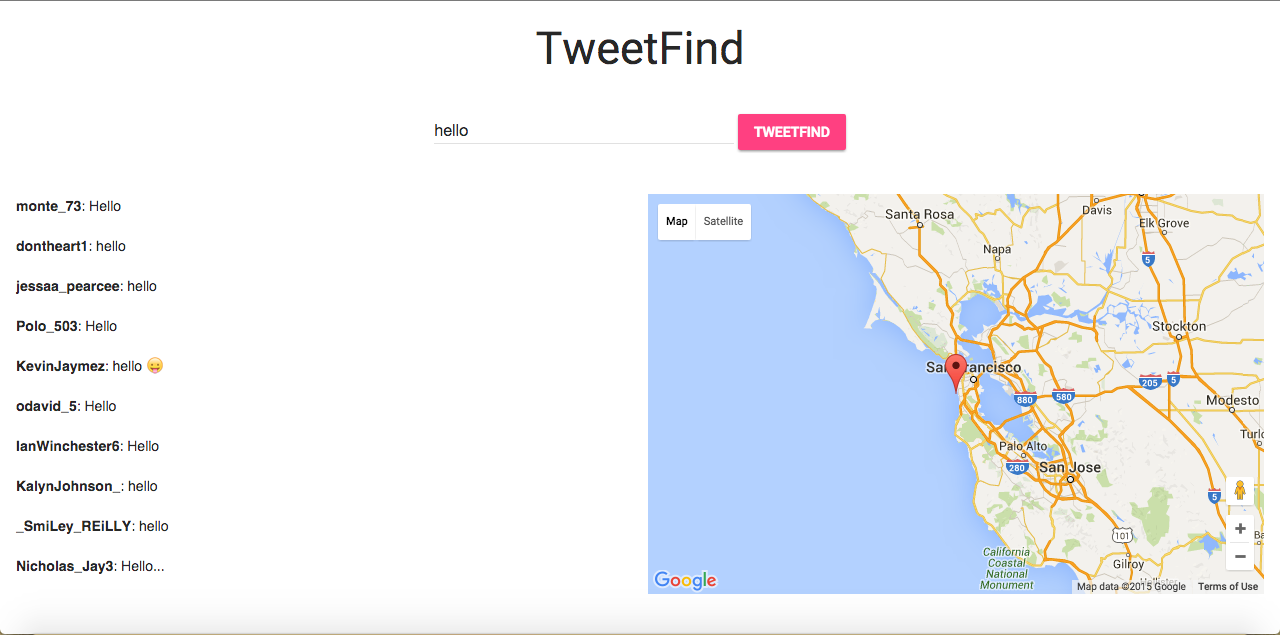 TweetFind
hello
TWEETFIND
monte_73: Hello
dontheart1: hello
jessaa_pearcee: hello
Polo_503: Hello
KevinJaymez: hello 😛
odavid_5: Hello
IanWinchester6: Hello
KalynJohnson_: hello
_SmiLey_REiLLY: hello
Nicholas_Jay3: Hello...
Map
Satellite
Santa Rosa
Davis
Elk Grove
Napa
5
Stockton
San Francisco
205
5
880
580
Modesto
Palo Alto
280
San Jose
5
101
California
Coastal
National
Monument
Gilroy
+
−
Google
Map data ©2015 Google
Terms of Use